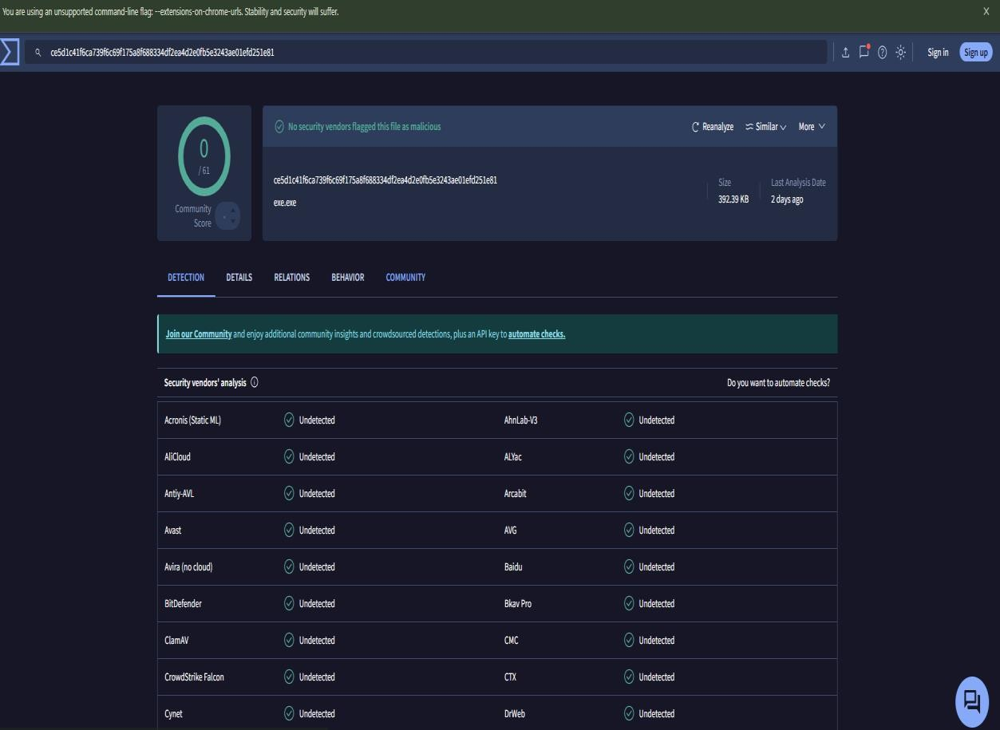 You are using an unsupported command-line flag: --extensions-on-chrome-urls. Stability and security will suffer.
X
ce5d1c41f6ca739f6c69f175a8f688334df2ea4d2e0fb5e3243ae01efd251e81
Sign in
Sign up
0
/ 61
Community
Score
No security vendors flagged this file as malicious
Reanalyze
Similar
More
ce5d1c41f6ca739f6c69f175a8f688334df2ea4d2e0fb5e3243ae01efd251e81
exe.exe
Size
392.39 KB
Last Analysis Date
2 days ago
DETECTION
DETAILS
RELATIONS
BEHAVIOR
COMMUNITY
Join our Community and enjoy additional community insights and crowdsourced detections, plus an API key to automate checks.
Security vendors' analysis
Do you want to automate checks?
Acronis (Static ML) Undetected AhnLab-V3 Undetected
AliCloud Undetected ALYac Undetected
Antiy-AVL Undetected Arcabit Undetected
Avast Undetected AVG Undetected
Avira (no cloud) Undetected Baidu Undetected
BitDefender Undetected Bkav Pro Undetected
ClamAV Undetected CMC Undetected
CrowdStrike Falcon Undetected CTX Undetected
Cynet Undetected DrWeb Undetected